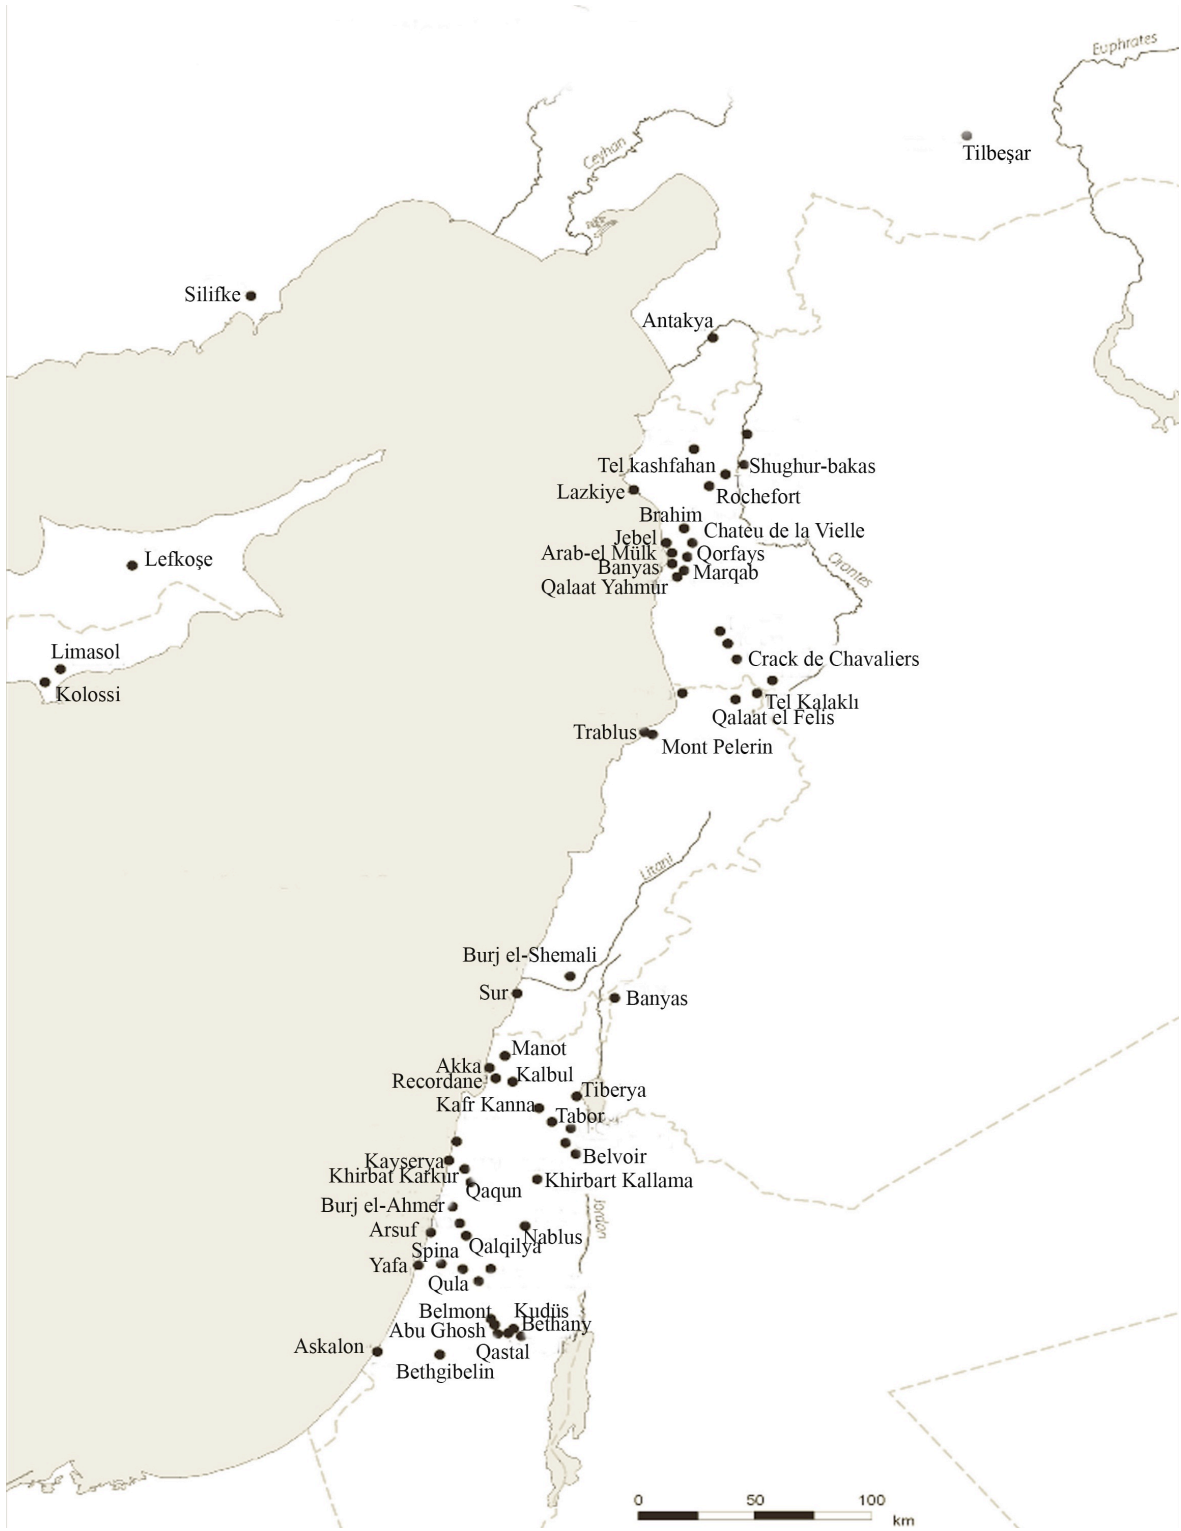 Euphrates
Tilbeşar
Ceyhan
Silifke
Antakya
Tel kashfahan
Shughur-bakas
Lazkiye
Rochefort
Brahim
Chateu de la Vielle
Jebel
Arab-el Mülk
Qorfays
Banyas
Marqab
Qalaat Yahmur
Orontes
Lefkoşe
Limasol
Kolossi
Crack de Chavaliers
Tel Kalaklı
Qalaat el Felis
Trablus
Mont Pelerin
Litani
Burj el-Shemali
Sur
Banyas
Manot
Akka
Recordane
Kalbul
Tiberya
Kafr Kanna
Tabor
Kayserya
Belvoir
Khirbat Karkur
Khirbart Kallama
Qaqun
Burj el-Ahmer
Jordon
Arsuf
Nablus
Spina
Qalqilya
Yafa
Qula
Belmont
Kudüs
Abu Ghosh
Bethany
Askalon
Qastal
Bethgibelin
0 50 100
km